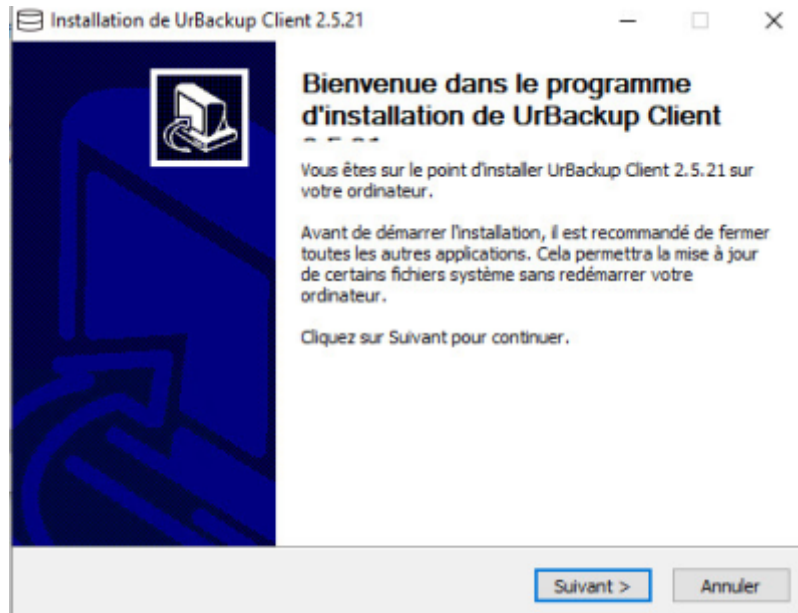 Installation de UrBackup Client 2.5.21
Bienvenue dans le programme
d'installation de UrBackup Client
Vous êtes sur le point d'installer UrBackup Client 2.5.21 sur
votre ordinateur.
Avant de démarrer l'installation, il est recommandé de fermer
toutes les autres applications. Cela permettra la mise à jour
de certains fichiers système sans redémarrer votre
ordinateur.
Cliquez sur Suivant pour continuer.
Suivant >
Annuler